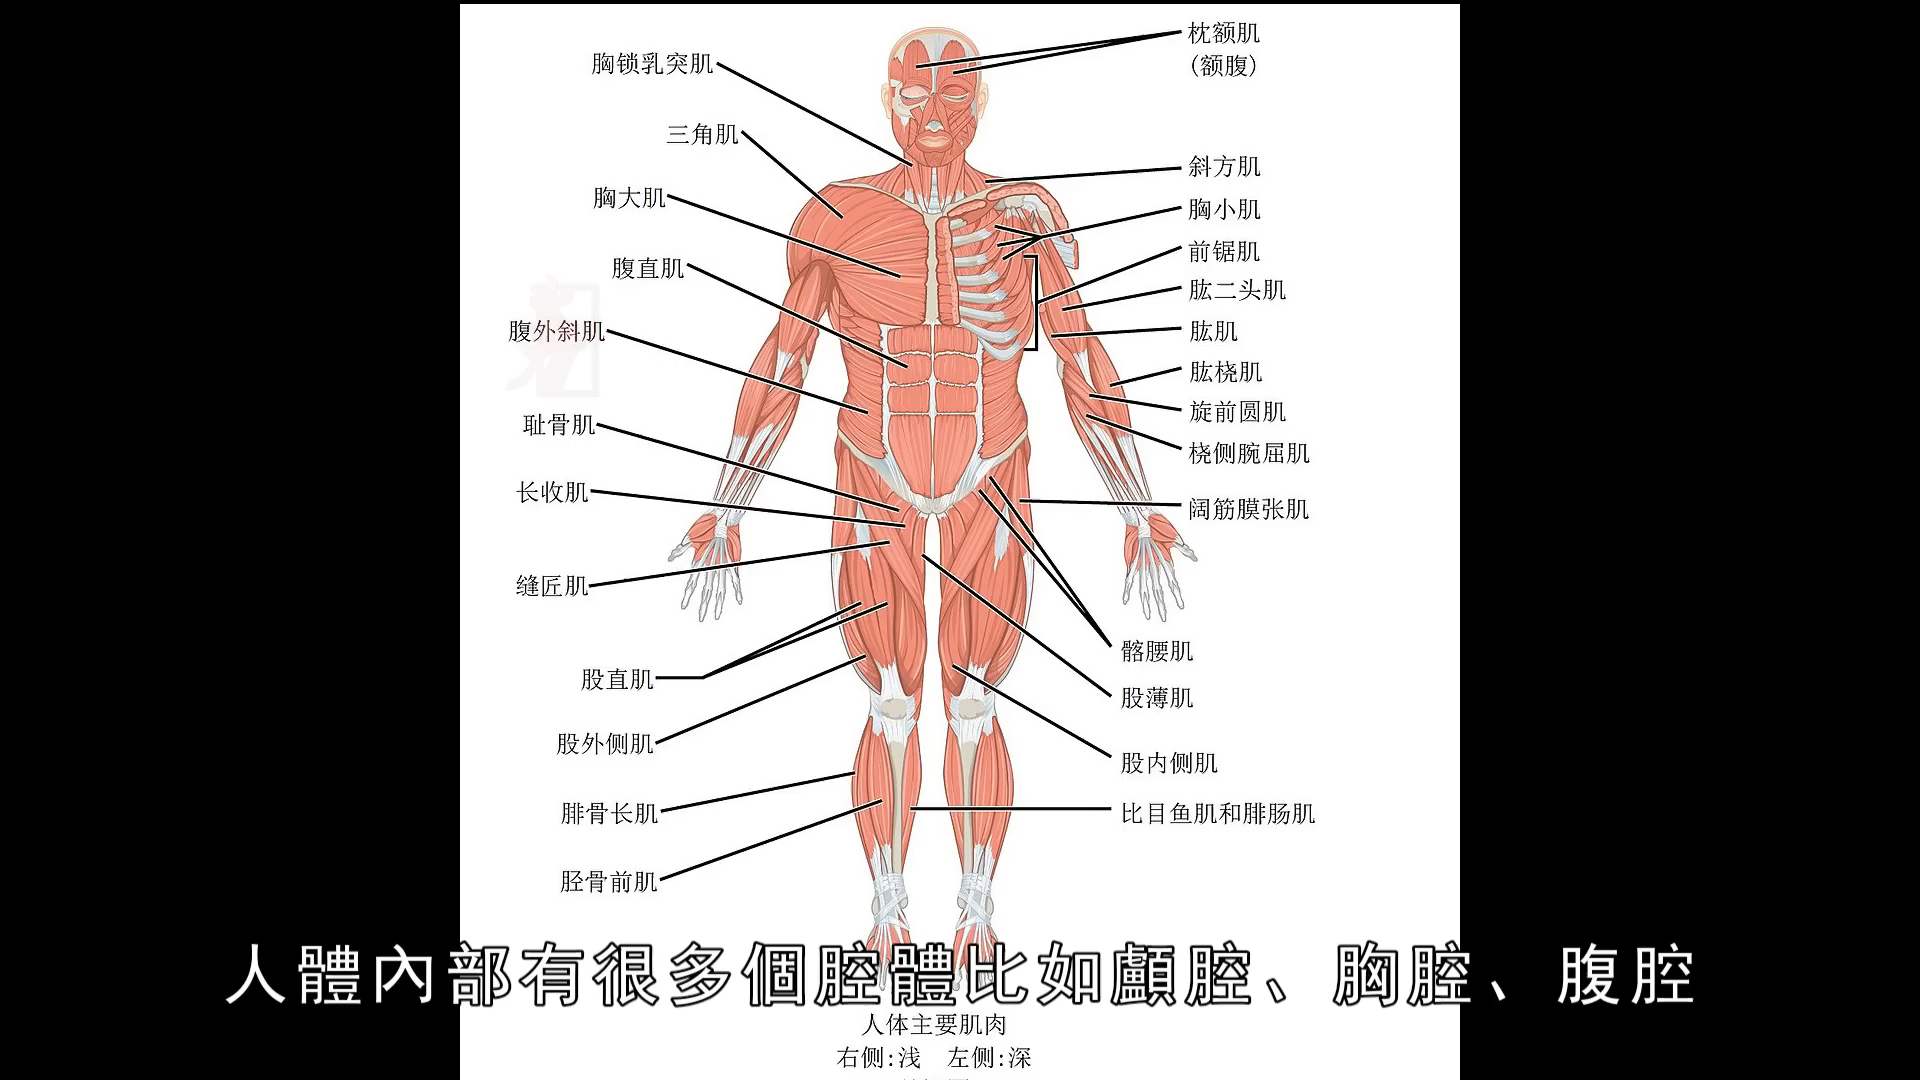 胸锁乳突肌
三角肌
胸大肌
腹直肌
腹外斜肌
耻骨肌
长收肌
缝匠肌
股直肌
股外侧肌
腓骨长肌
胫骨前肌
枕额肌
(额腹)
斜方肌
胸小肌
前锯肌
肱二头肌
肱肌
肱桡肌
旋前圆肌
桡侧腕屈肌
阔筋膜张肌
髂腰肌
股薄肌
股内侧肌
比目鱼肌和腓肠肌
人體內部有很多個腔體比如顱腔、胸腔、腹腔
人体主要肌肉
右侧:浅 左侧:深